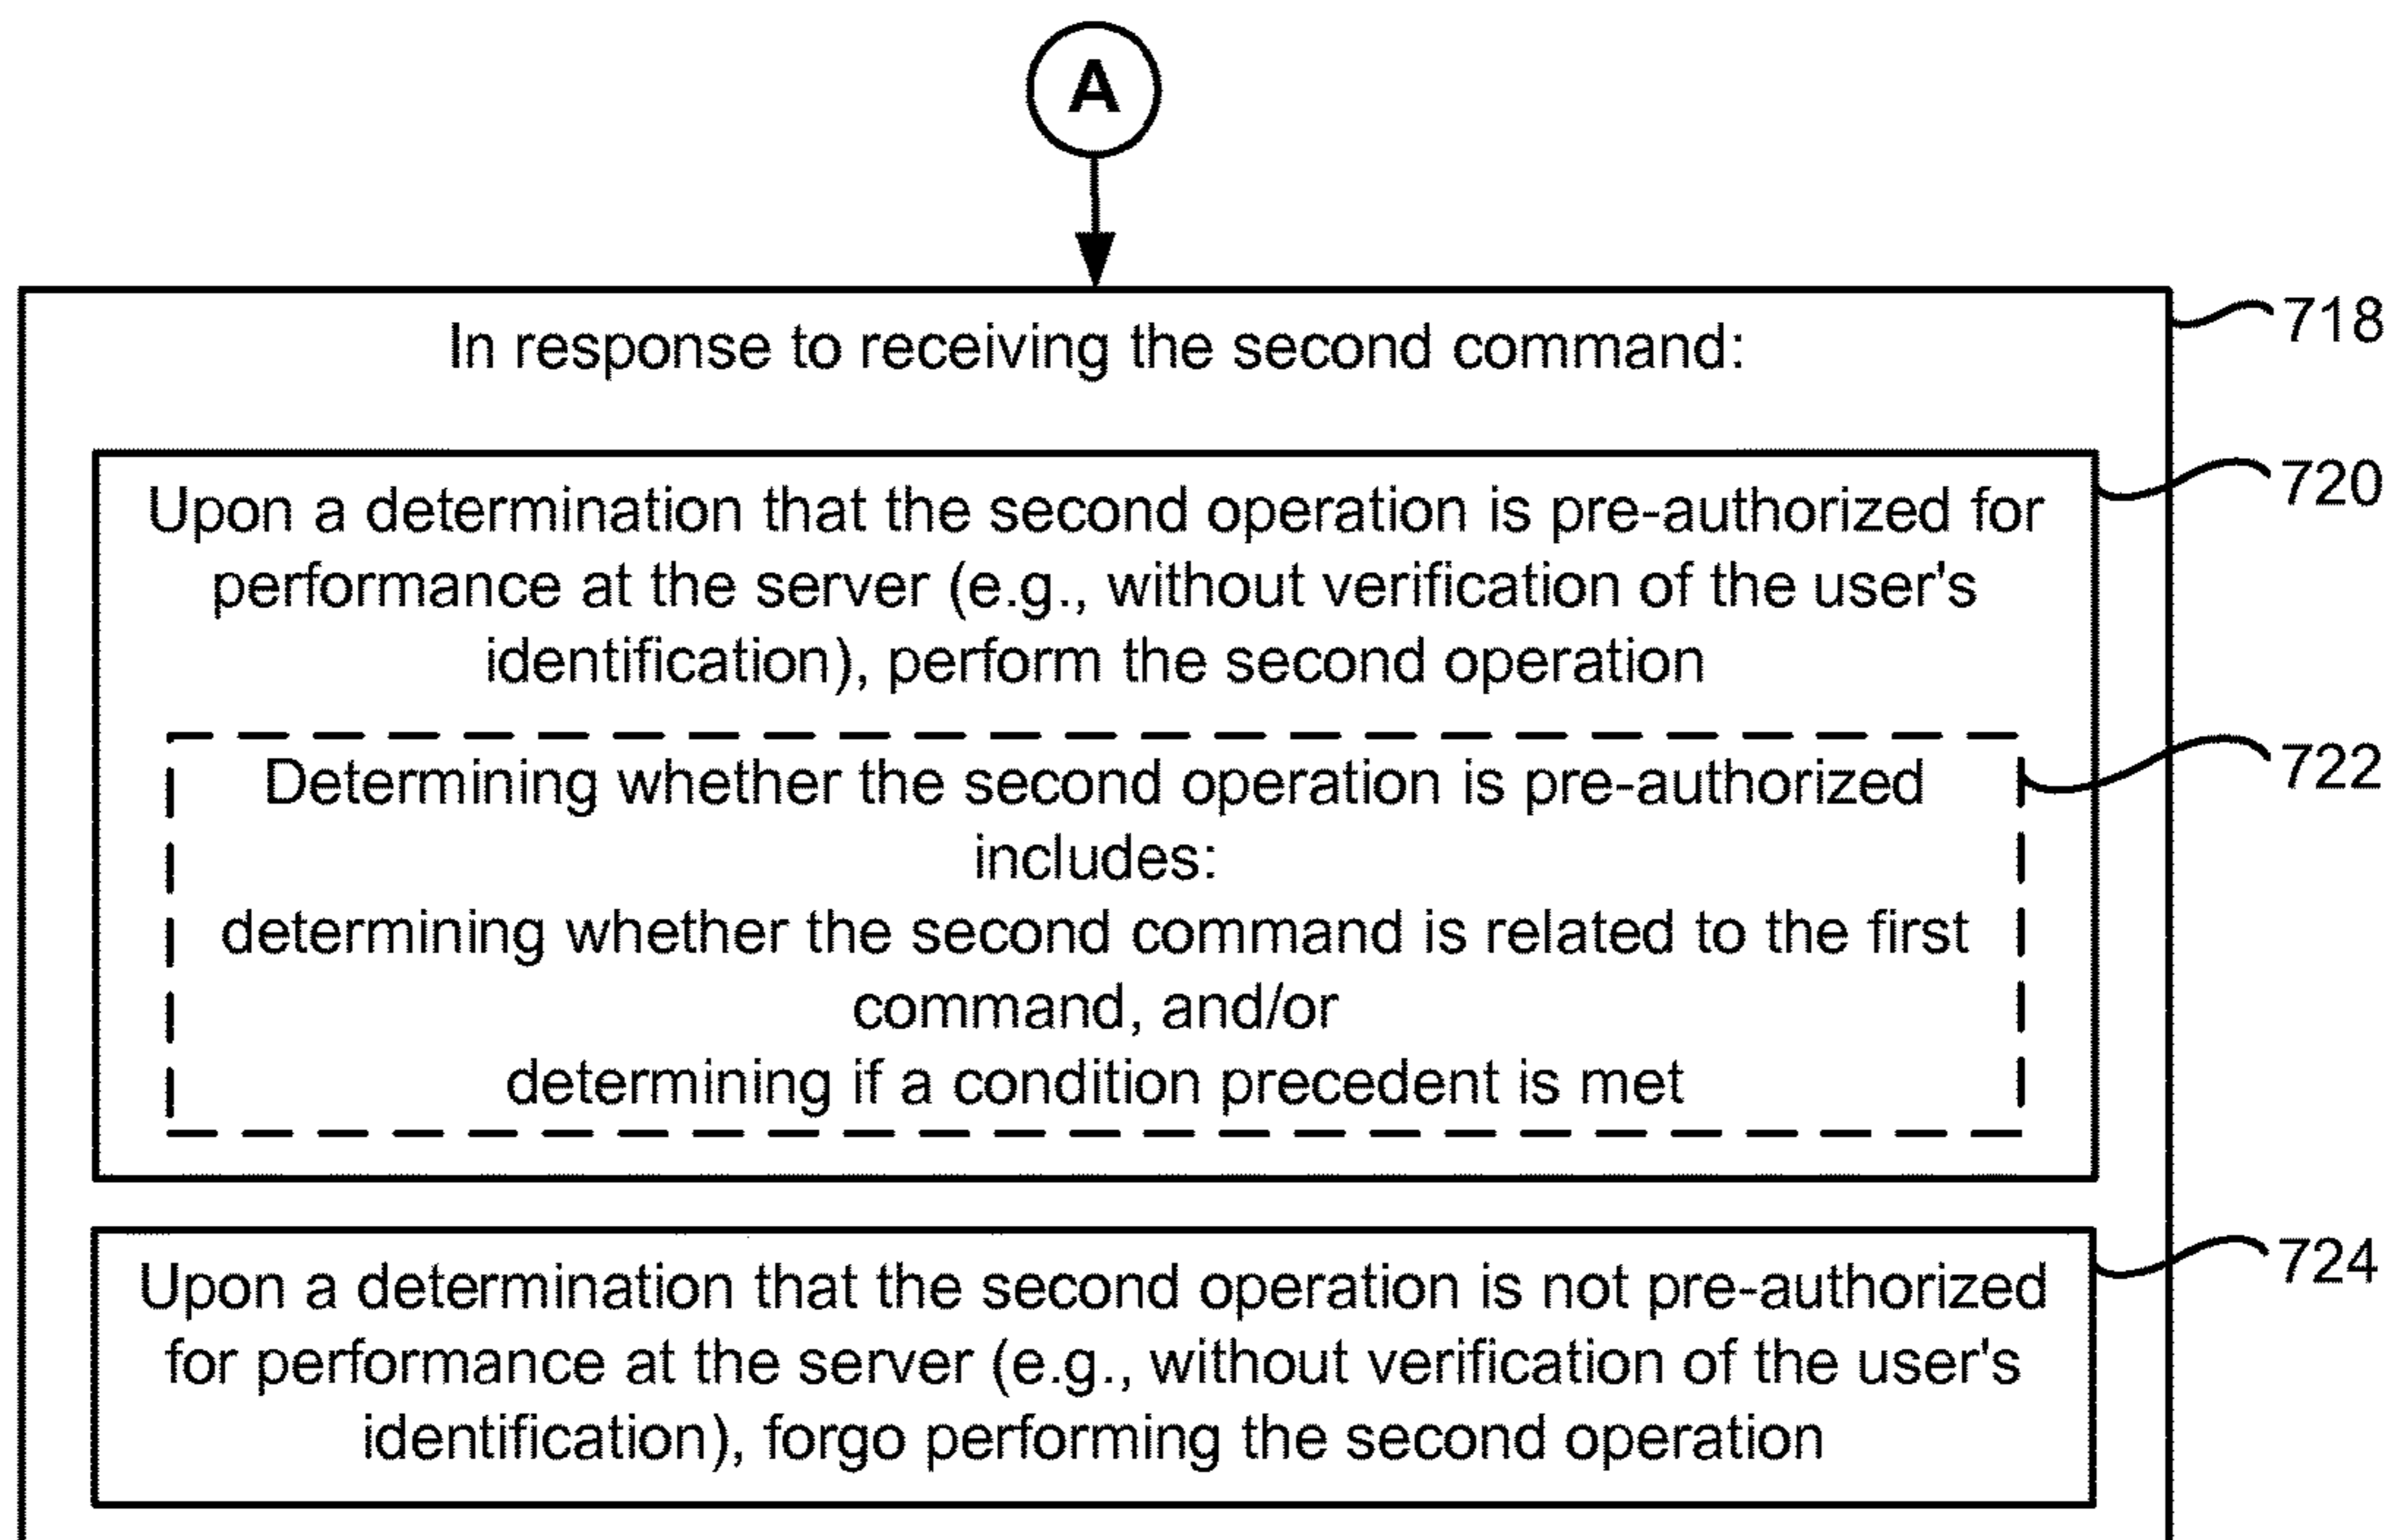 A
In response to receiving the second command:
718
Upon a determination that the second operation is pre-authorized for
performance at the server (e.g., without verification of the user's
identification), perform the second operation
720
Determining whether the second operation is pre-authorized
includes:
determining whether the second command is related to the first
command, and/or
determining if a condition precedent is met
722
Upon a determination that the second operation is not pre-authorized
for performance at the server (e.g., without verification of the user's
identification), forgo performing the second operation
724